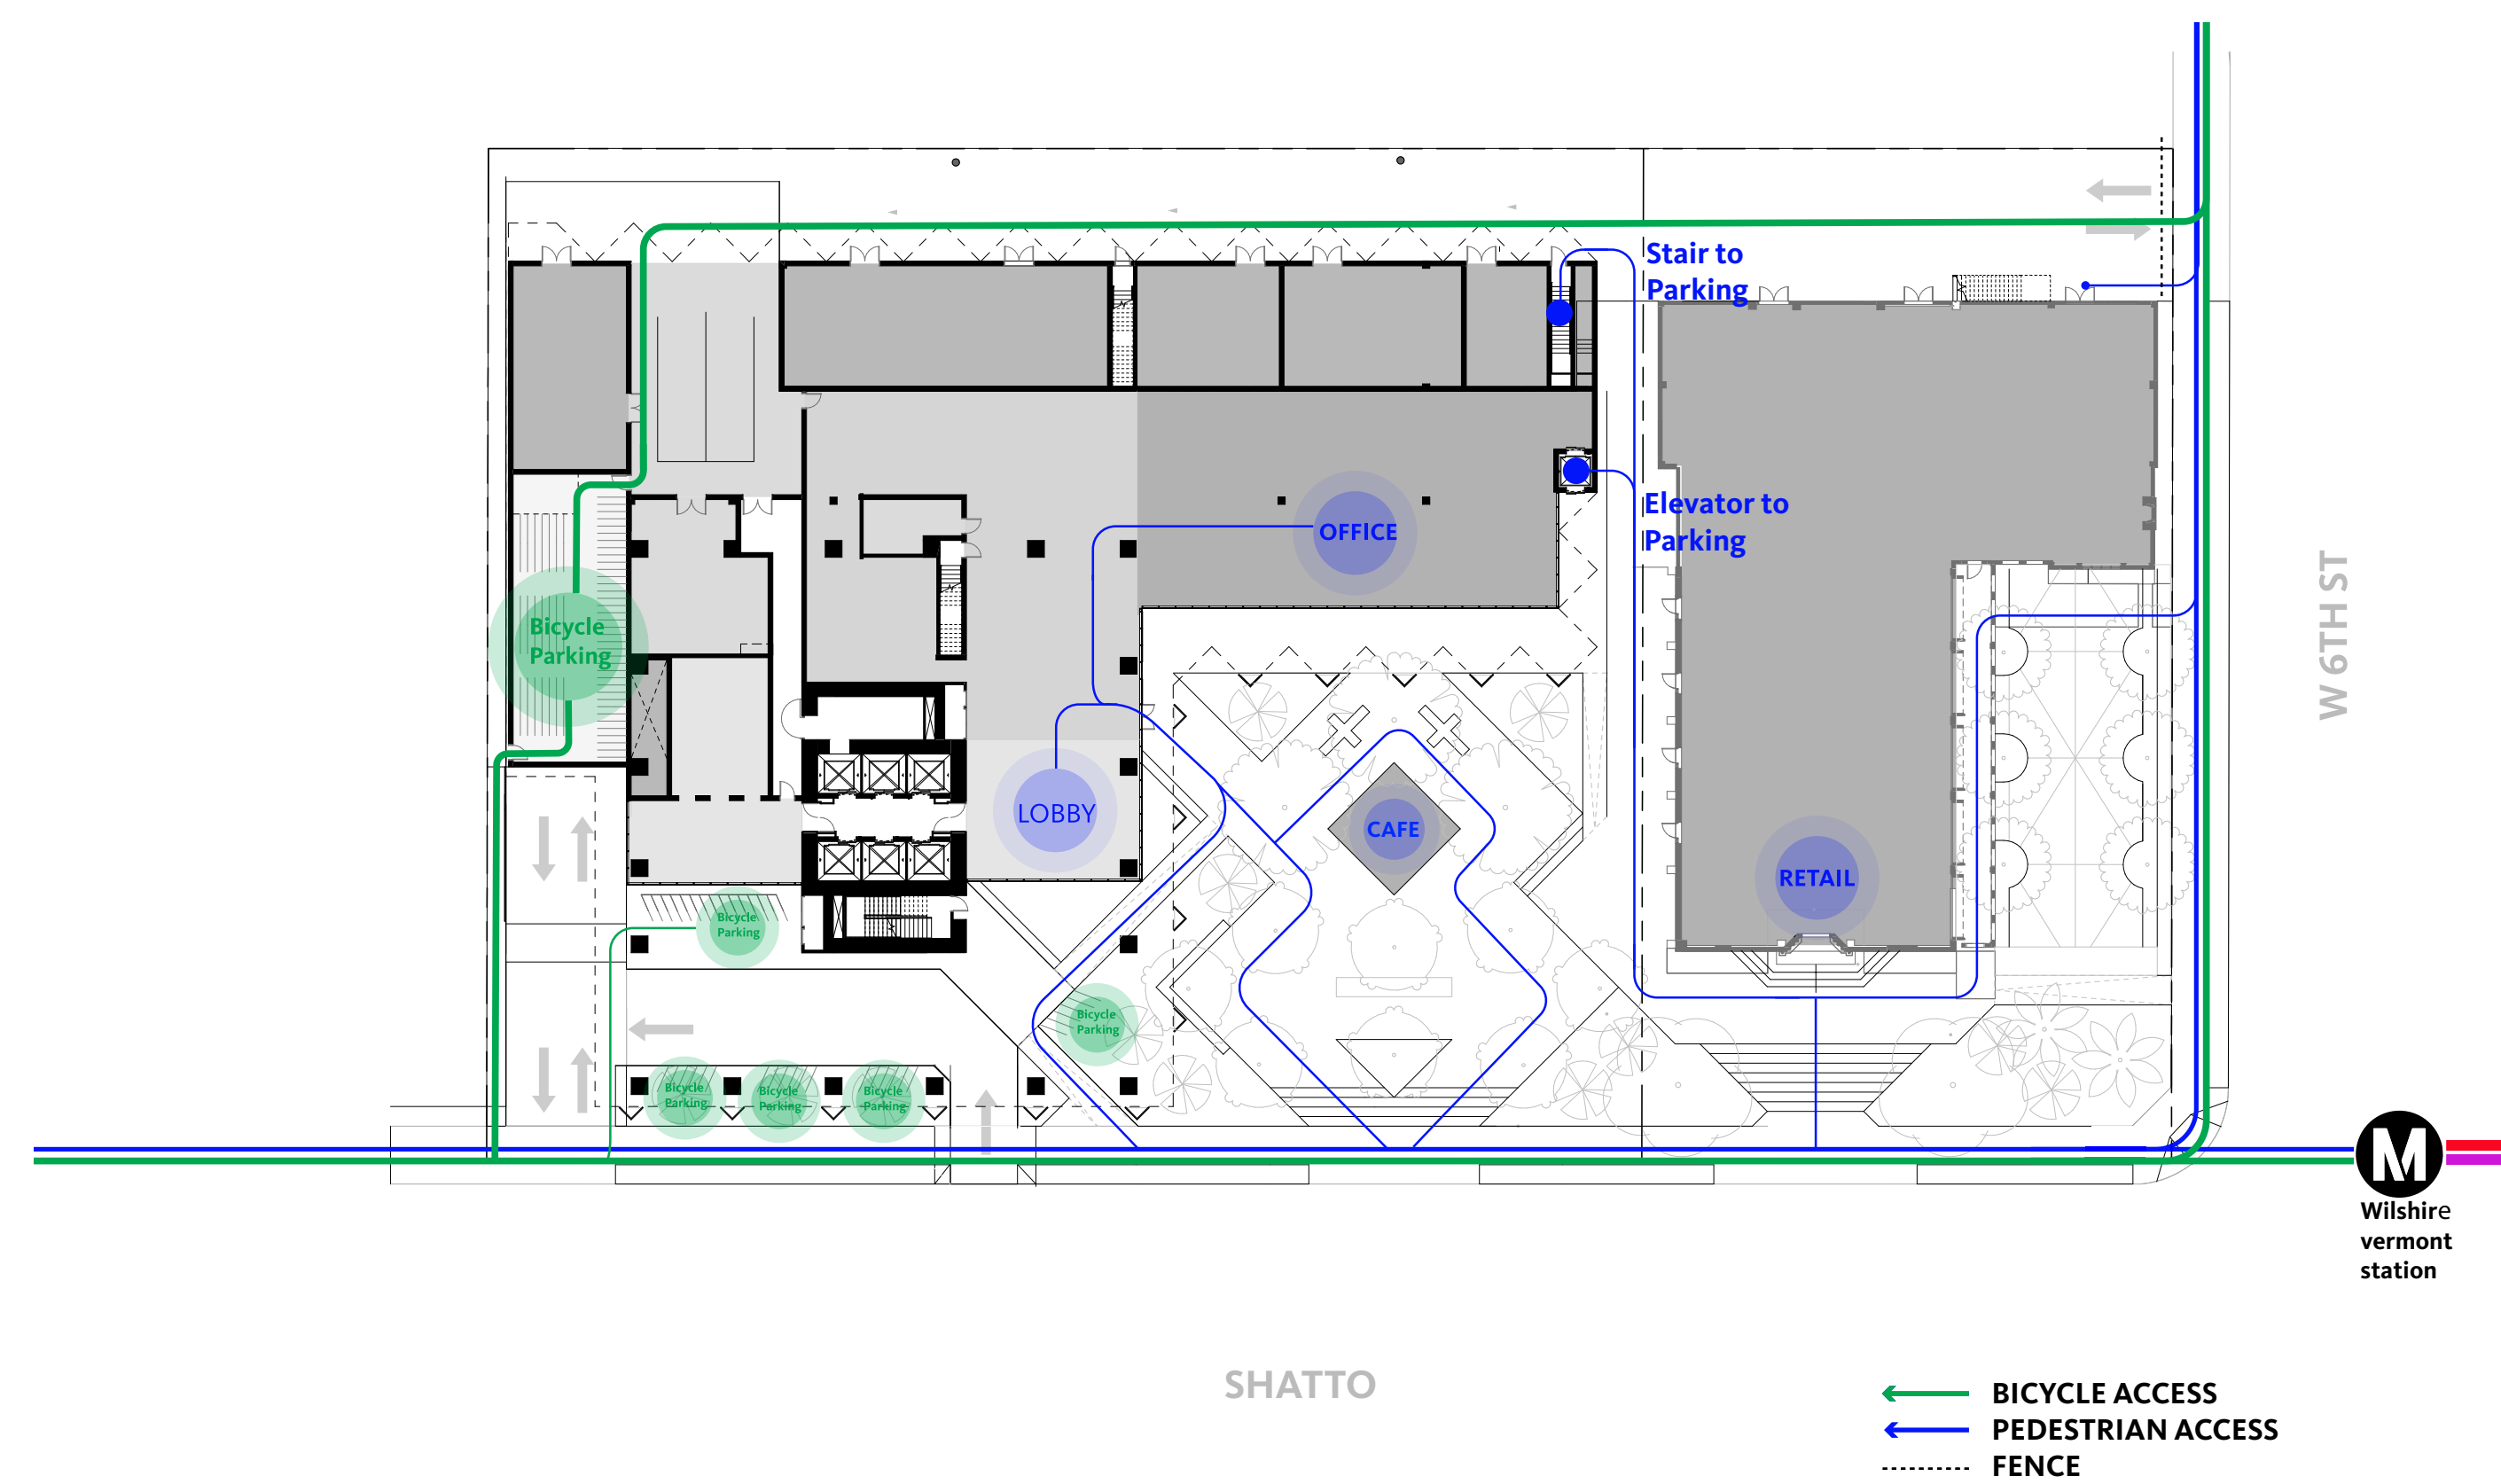 Stair to
Parking
Elevator to
Parking
OFFICE
W 6TH ST
Bicycle
Parking
LOBBY
CAFE
RETAIL
Bicycle
Parking
Bicycle
Parking
Bicycle
Parking
Bicycle
Parking
Bicycle
Parking
M
Wilshire
vermont
station
SHATTO
BICYCLE ACCESS
PEDESTRIAN ACCESS
FENCE